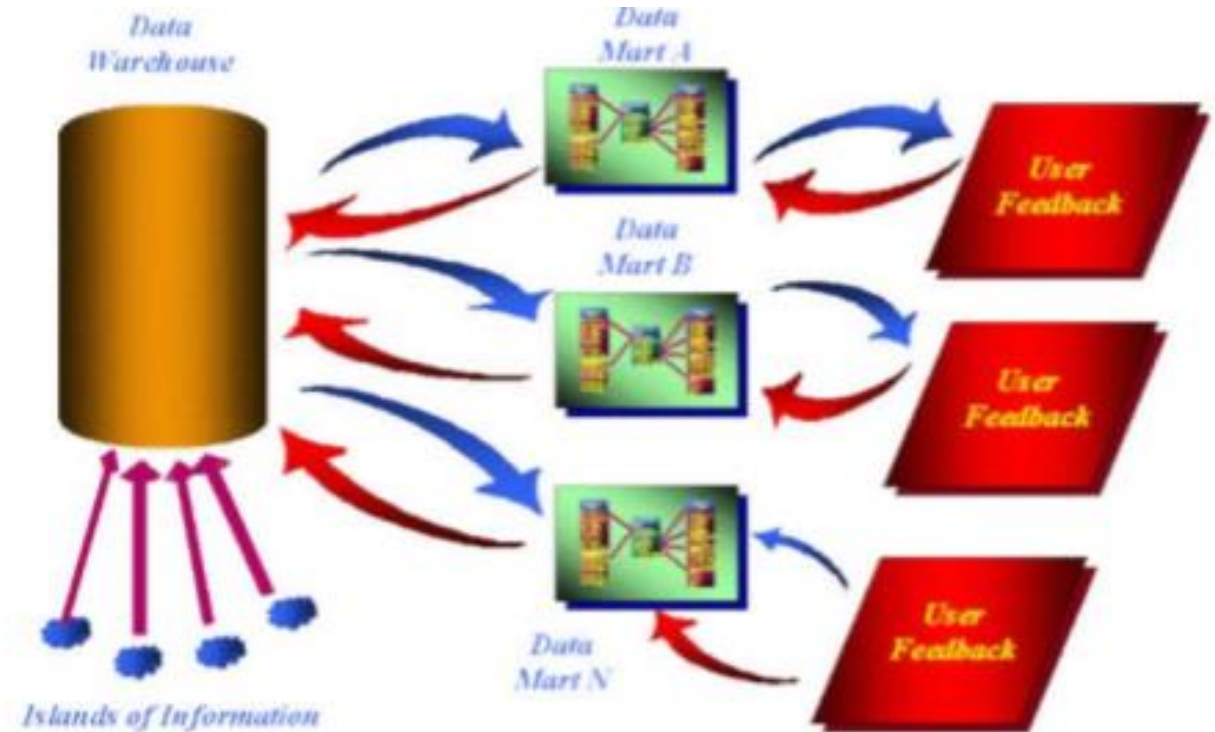 Data
Warehouse
Data
Mart A
User
Feedback
Data
Mart B
User
Feedback
Data
Mart N
User
Feedback
Islands of Information